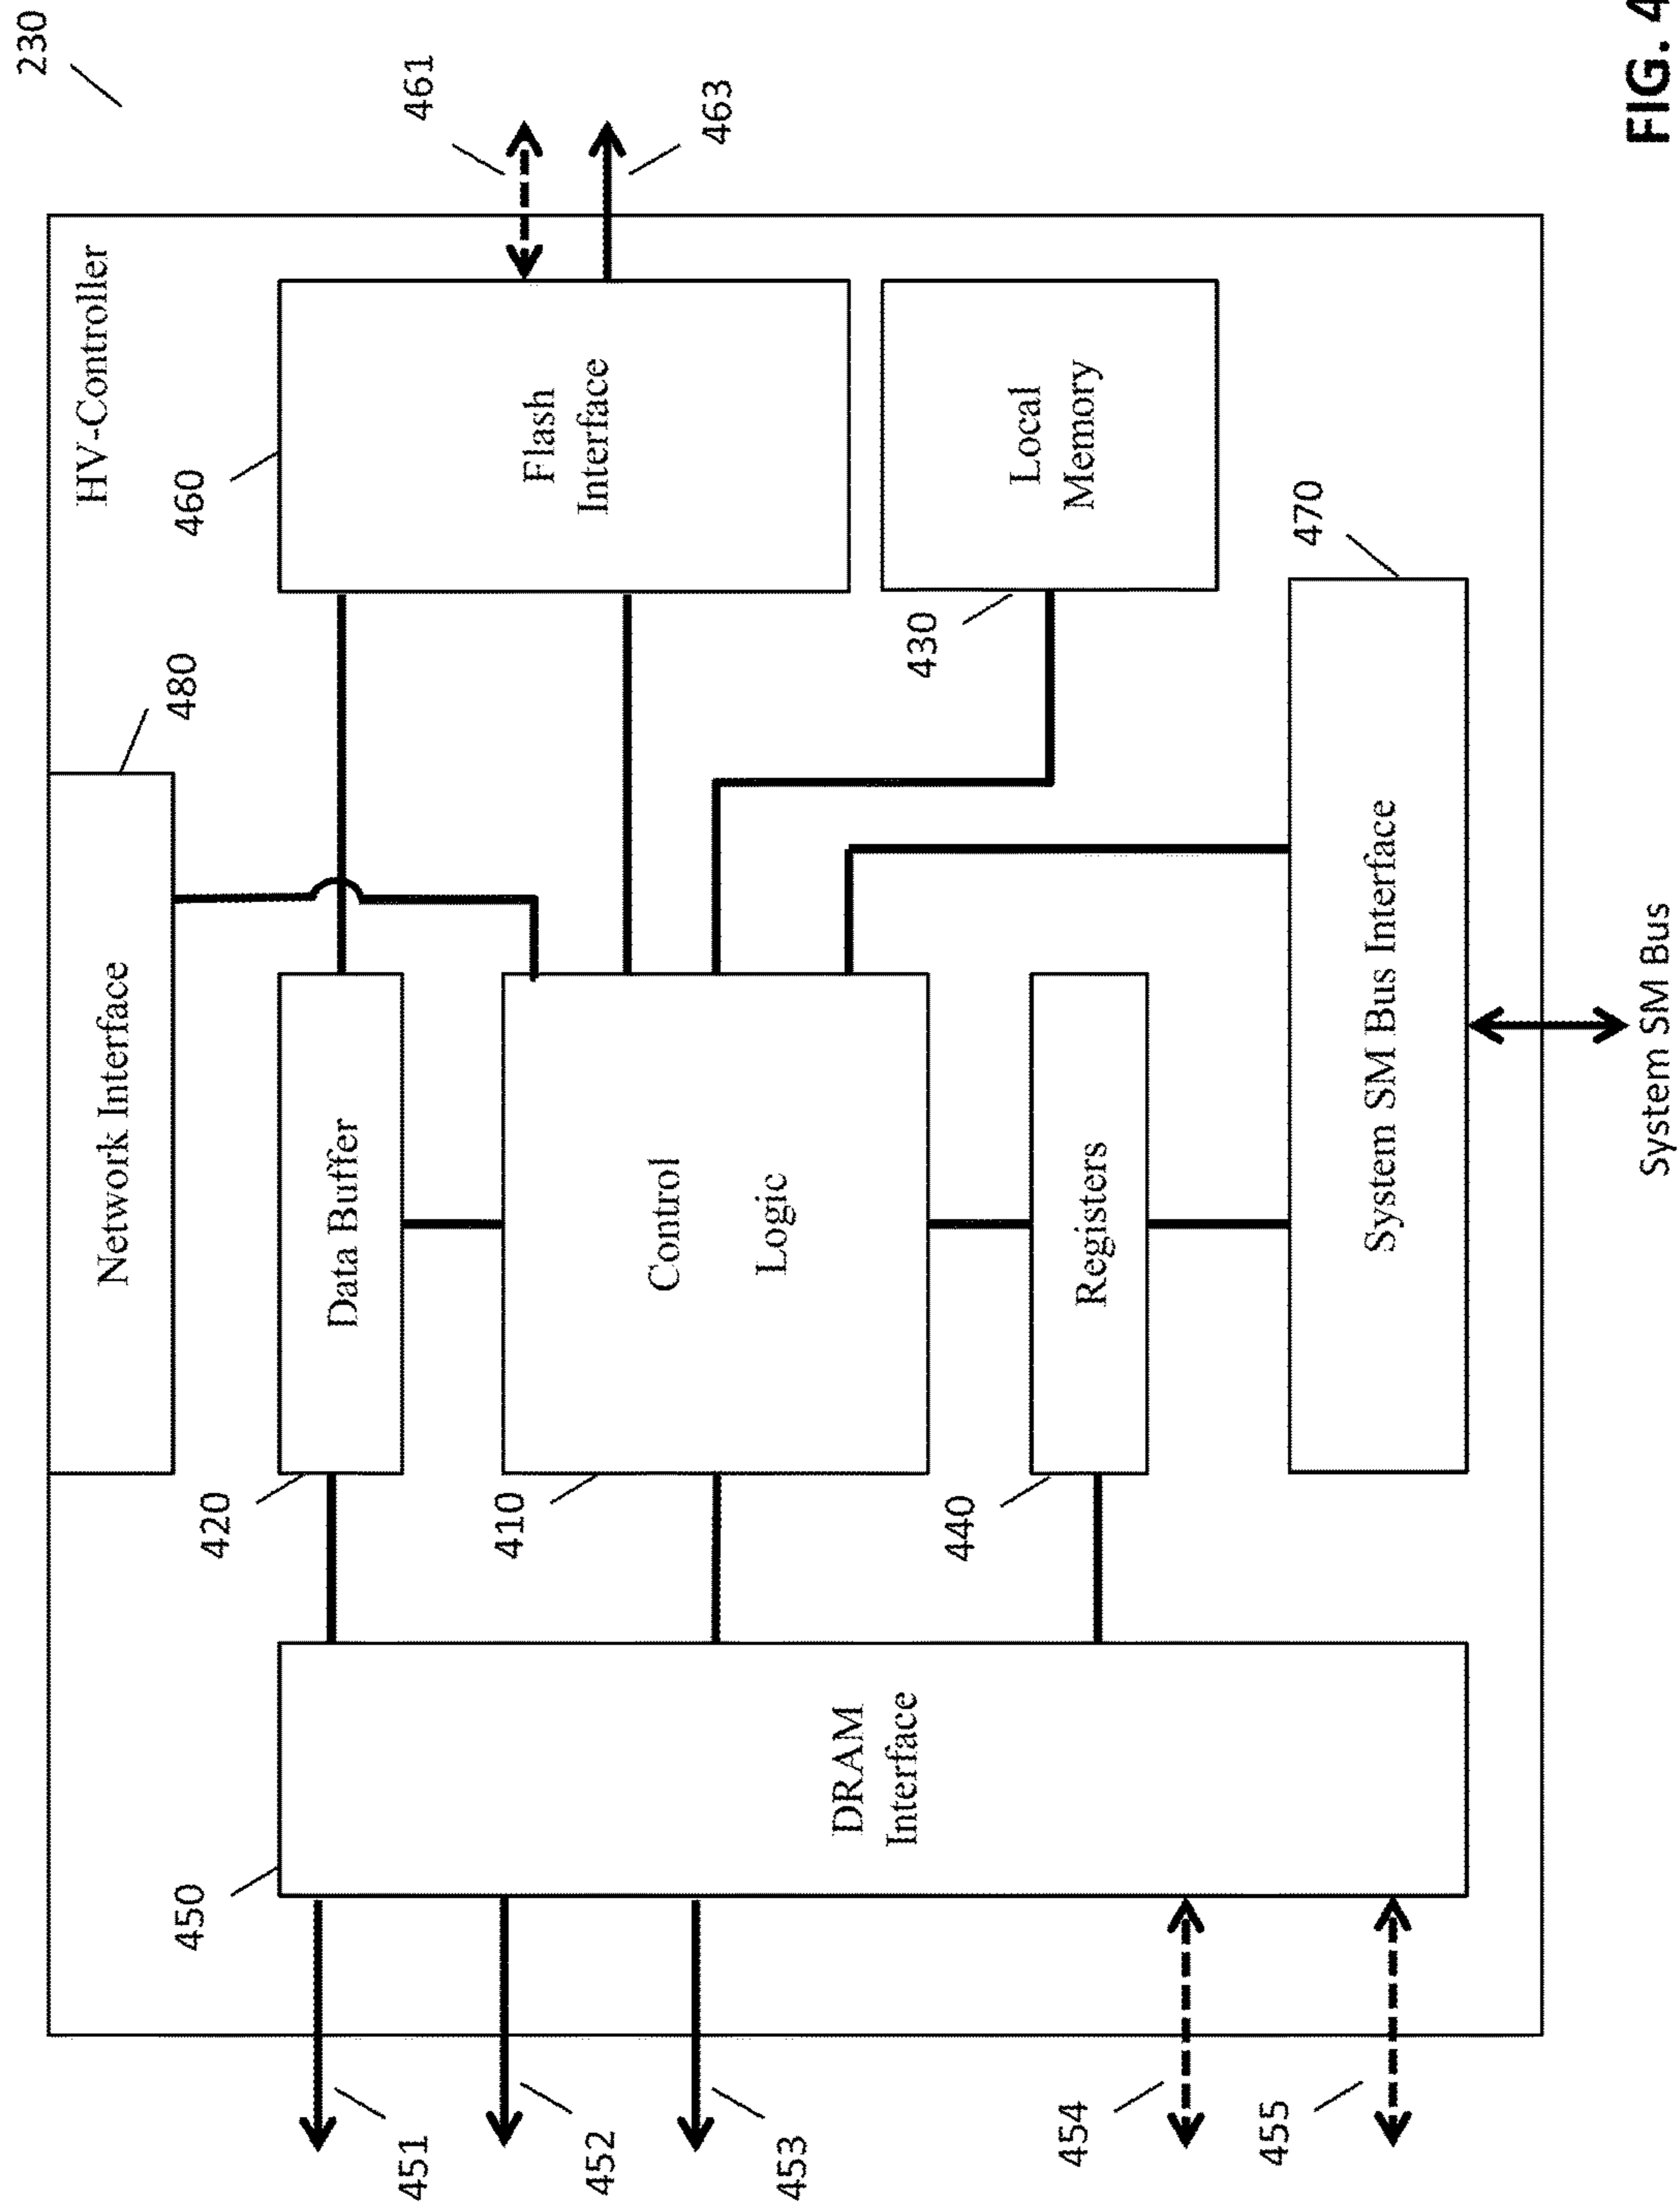 230
HV-Controller
Network Interface
480
460
461
463
420
Data Buffer
Flash
Interface
450
451
452
453
454
455
DRAM
Interface
410
Control
Logic
430
Local
Memory
440
Registers
470
System SM Bus Interface
System SM Bus
FIG. 4